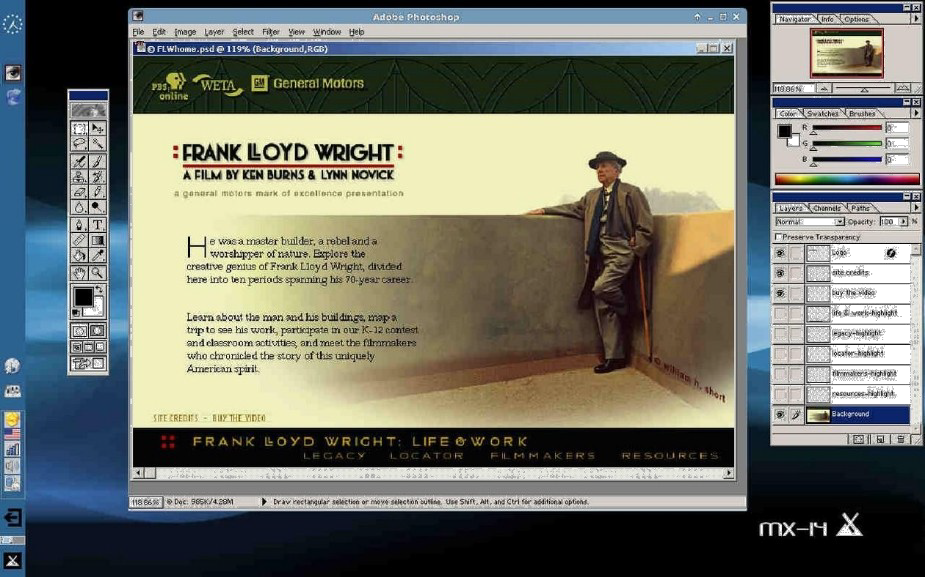 Adobe Photoshop
File Edit Image Layer Select Filter View Window Help
FLWhome.psd @ 119% (Background,RGB)
PBS online
WETA
GM General Motors
FRANK LLOYD WRIGHT
A FILM BY KEN BURNS & LYNN NOVICK
a general motors mark of excellence presentation
He was a master builder, a rebel and a
worshipper of nature. Explore the
creative genius of Frank Lloyd Wright, divided
here into ten periods spanning his 70-year career.
Learn about the man and his buildings, map a
trip to see his work, participate in our K-12 contest
and classroom activities, and meet the filmmakers
who chronicled the story of this uniquely
American spirit.
© william h. short
SITE CREDITS - BUY THE VIDEO
FRANK LLOYD WRIGHT: LIFE & WORK
LEGACY LOCATOR FILMMAKERS RESOURCES
118.86% Doc: 985K/4.28M Draw rectangular selection or move selection outline. Use Shift, Alt, and Ctrl for additional options.
Navigator Info Options
118.86%
Color Swatches Brushes
R 0
G 0
B 0
Layers Channels Paths
Normal Opacity: 100 %
Preserve Transparency
Logo
site credits
buy the video
life & work-highlight
legacy-highlight
locator-highlight
filmmakers-highlight
resources-highlight
Background
mx-14